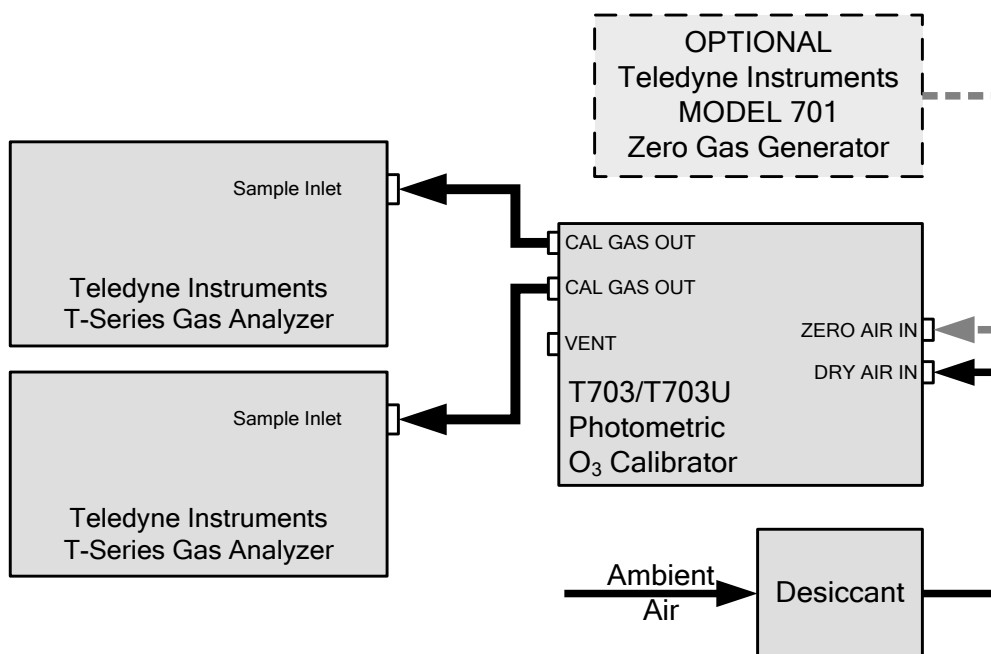 OPTIONAL
Teledyne Instruments
MODEL 701
Zero Gas Generator
Sample Inlet
Teledyne Instruments
T-Series Gas Analyzer
CAL GAS OUT
CAL GAS OUT
VENT
ZERO AIR IN
DRY AIR IN
T703/T703U
Photometric
O₃ Calibrator
Sample Inlet
Teledyne Instruments
T-Series Gas Analyzer
Ambient
Air
Desiccant